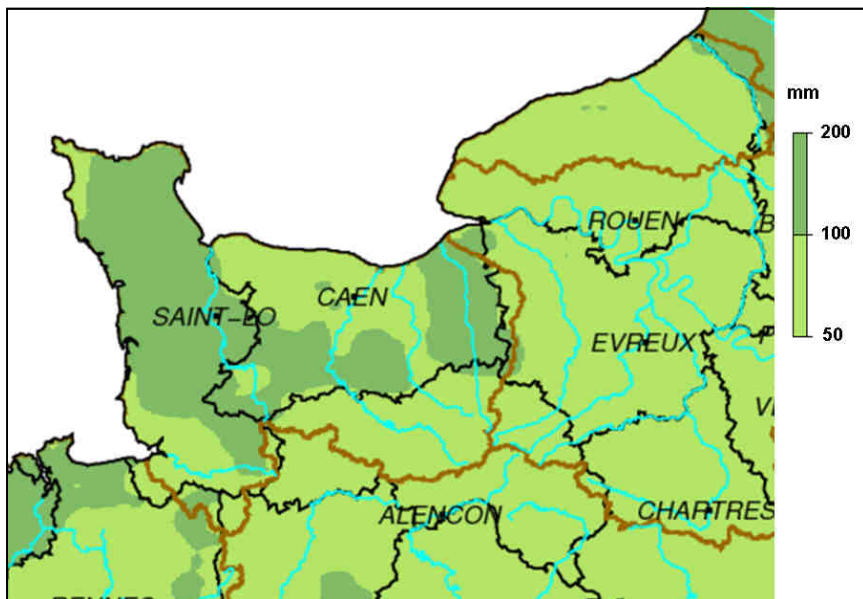 mm
200
100
50
ROUEN
B
SAINT-LO
CAEN
EVREUX
ALENCON
CHARTRES